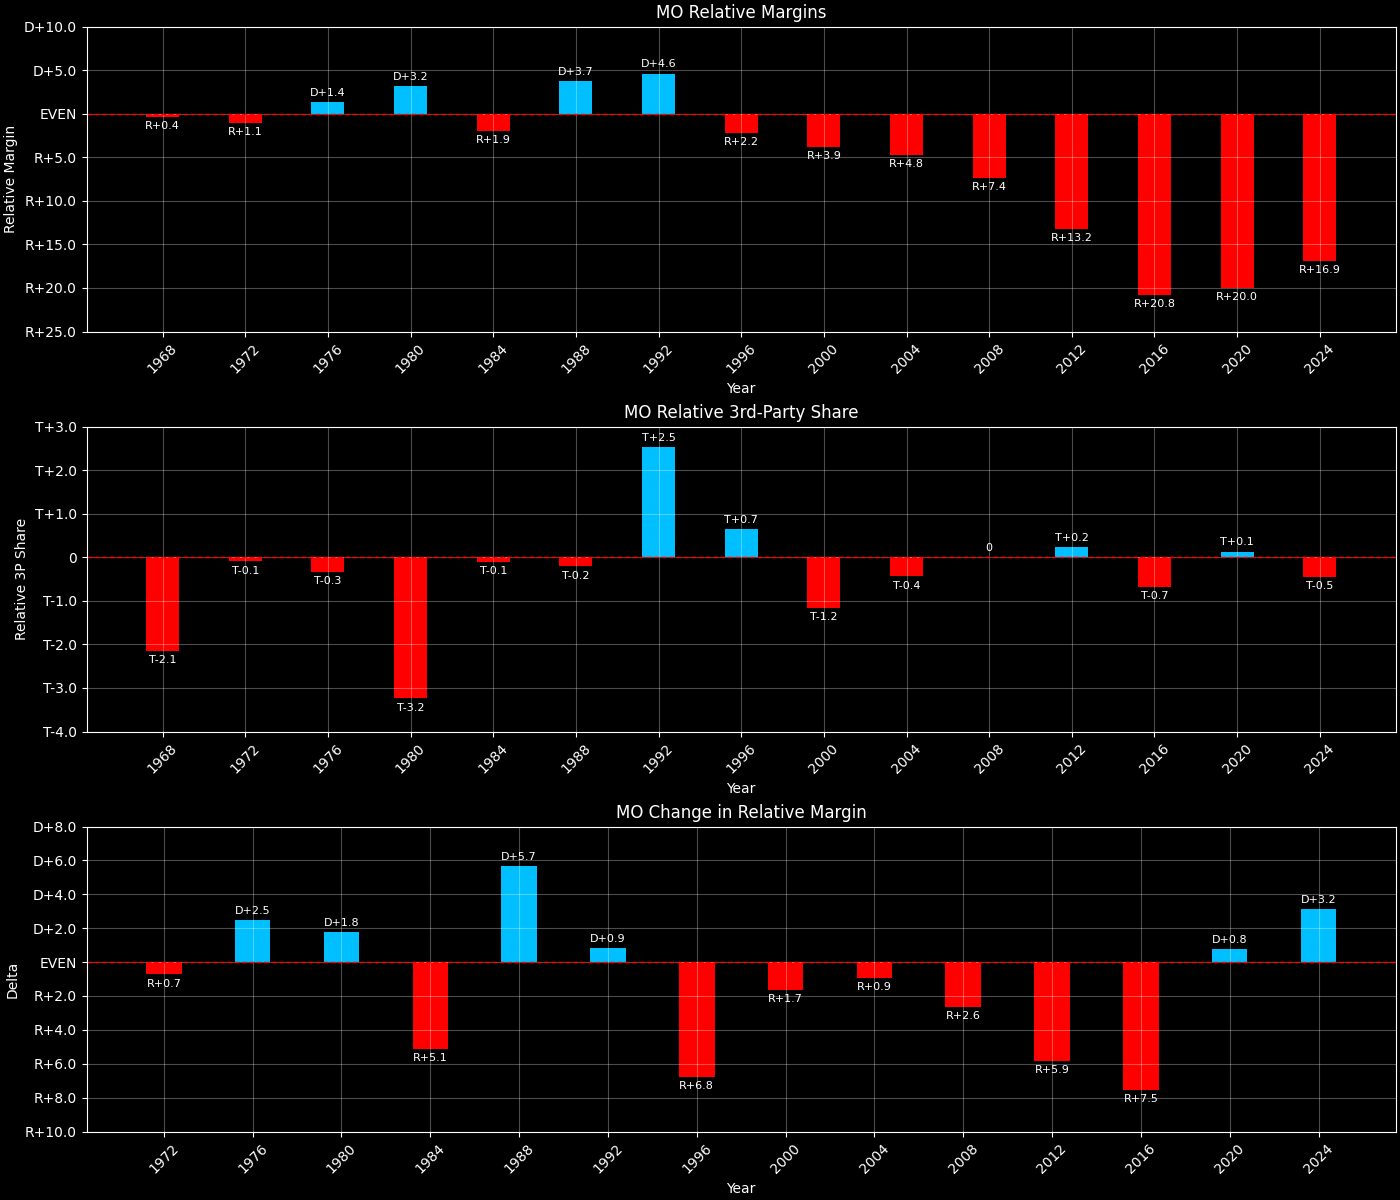 MO Relative Margins
Relative Margin
D+10.0
D+5.0
EVEN
R+5.0
R+10.0
R+15.0
R+20.0
R+25.0
R+0.4
R+1.1
D+1.4
D+3.2
R+1.9
D+3.7
D+4.6
R+2.2
R+3.9
R+4.8
R+7.4
R+13.2
R+20.8
R+20.0
R+16.9
1968
1972
1976
1980
1984
1988
1992
1996
2000
2004
2008
2012
2016
2020
2024
Year
MO Relative 3rd-Party Share
Relative 3P Share
T+3.0
T+2.0
T+1.0
0
T-1.0
T-2.0
T-3.0
T-4.0
T-2.1
T-0.1
T-0.3
T-3.2
T-0.1
T-0.2
T+2.5
T+0.7
T-1.2
T-0.4
0
T+0.2
T-0.7
T+0.1
T-0.5
1968
1972
1976
1980
1984
1988
1992
1996
2000
2004
2008
2012
2016
2020
2024
Year
MO Change in Relative Margin
Delta
D+8.0
D+6.0
D+4.0
D+2.0
EVEN
R+2.0
R+4.0
R+6.0
R+8.0
R+10.0
R+0.7
D+2.5
D+1.8
R+5.1
D+5.7
D+0.9
R+6.8
R+1.7
R+0.9
R+2.6
R+5.9
R+7.5
D+0.8
D+3.2
1972
1976
1980
1984
1988
1992
1996
2000
2004
2008
2012
2016
2020
2024
Year